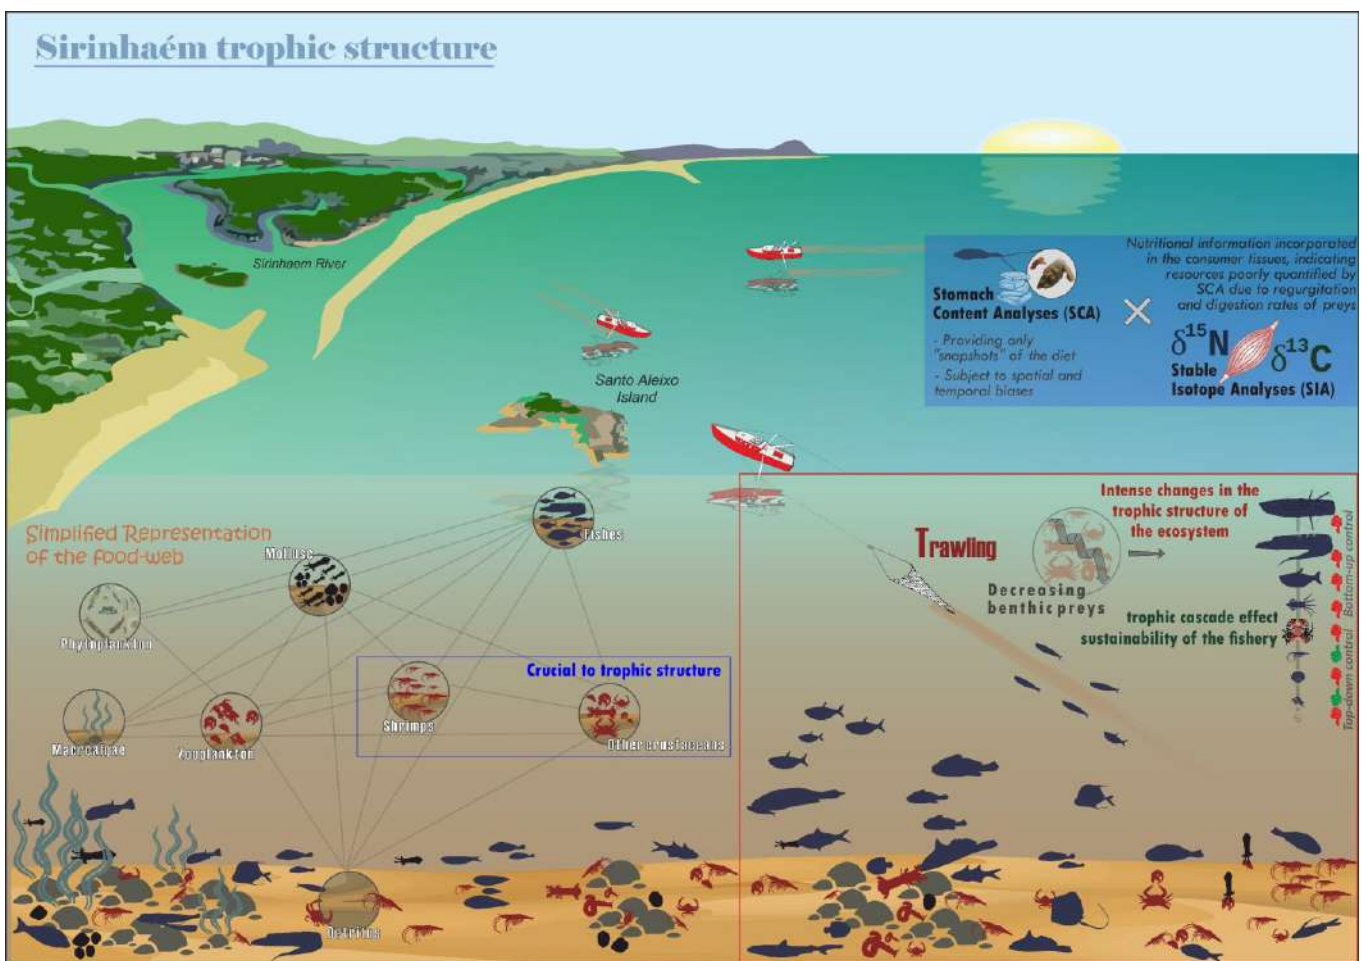 Sirinhaém trophic structure
Sirinhaem River
Santo Aleixo
Island
Stomach
Content Analyses (SCA)
- Providing only
"snapshots" of the diet
- Subject to spatial and
temporal biases
Nutritional information incorporated
in the consumer tissues, indicating
resources poorly quantified by
SCA due to regurgitation
and digestion rates of preys
δ15N
δ13C
Stable
Isotope Analyses (SIA)
Simplified Representation
of the food-web
Mollusc
Fishes
Phytoplankton
Macroalgae
Zooplankton
Crucial to trophic structure
Shrimps
Other crustaceans
Detritus
Trawling
Decreasing
benthic preys
Intense changes in the
trophic structure of
the ecosystem
trophic cascade effect
sustainability of the fishery
Bottom-up control
Top-down control